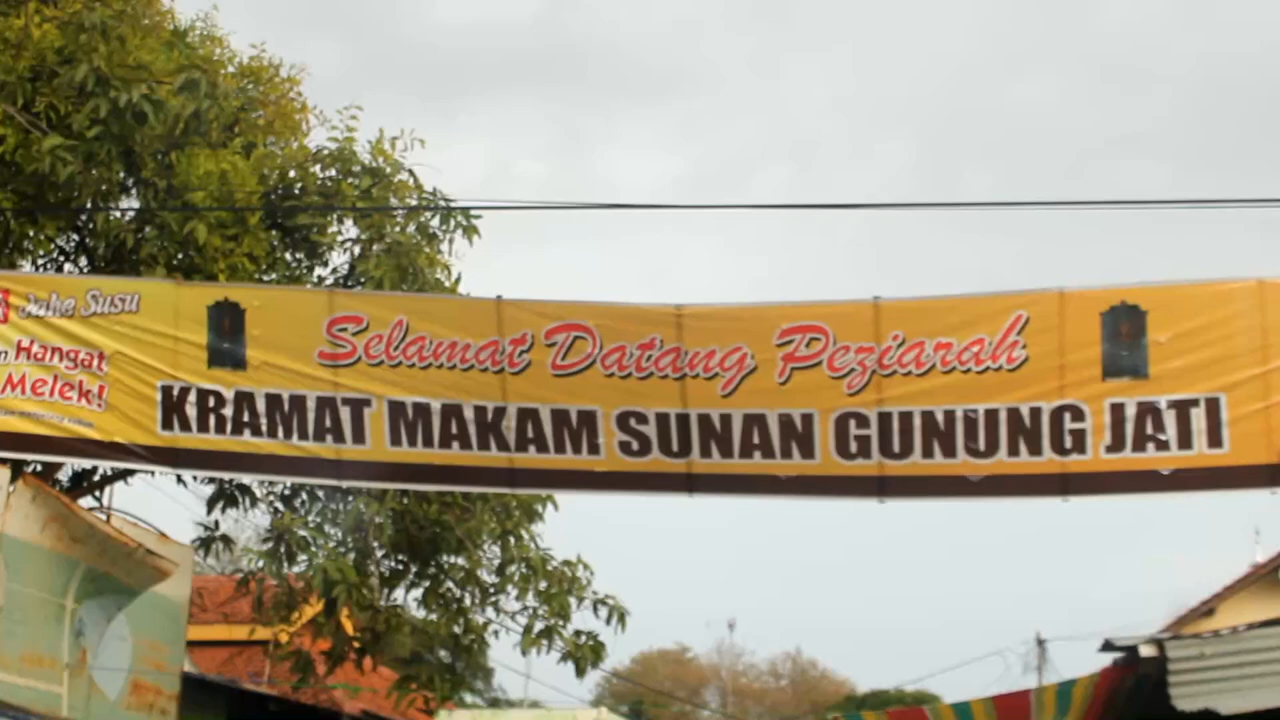 Jahe Susu
Hangat
Melek!
Selamat Datang Peziarah
KRAMAT MAKAM SUNAN GUNUNG JATI